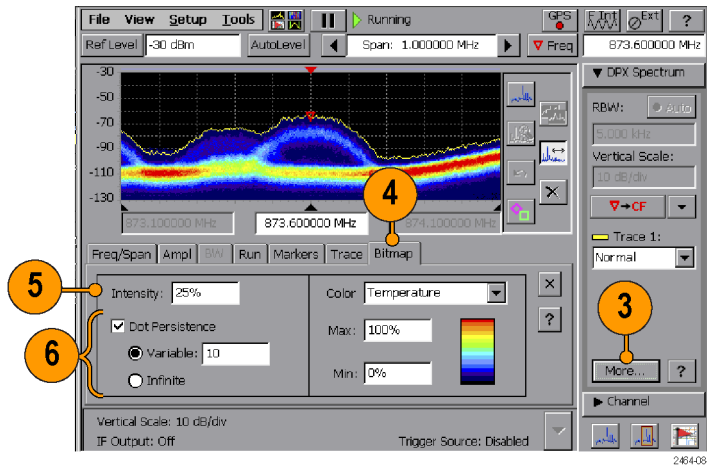 File View Setup Tools Running GPS F Int Ext ?
Ref Level -30 dBm AutoLevel Span: 1.000000 MHz Freq 873.600000 MHz
DPX Spectrum
-30
-50
-70
-90
-110
-130
RBW: Auto
5.000 kHz
Vertical Scale:
10 dB/div
→CF
873.100000 MHz 873.600000 MHz 874.100000 MHz
4
Trace 1:
Normal
Freq/Span Ampl BW Run Markers Trace Bitmap
5
Intensity: 25% Color Temperature
3
6
Dot Persistence Max: 100% ?
Variable: 10
Infinite Min: 0%
More... ?
Channel
Vertical Scale: 10 dB/div
IF Output: Off Trigger Source: Disabled
2464-08